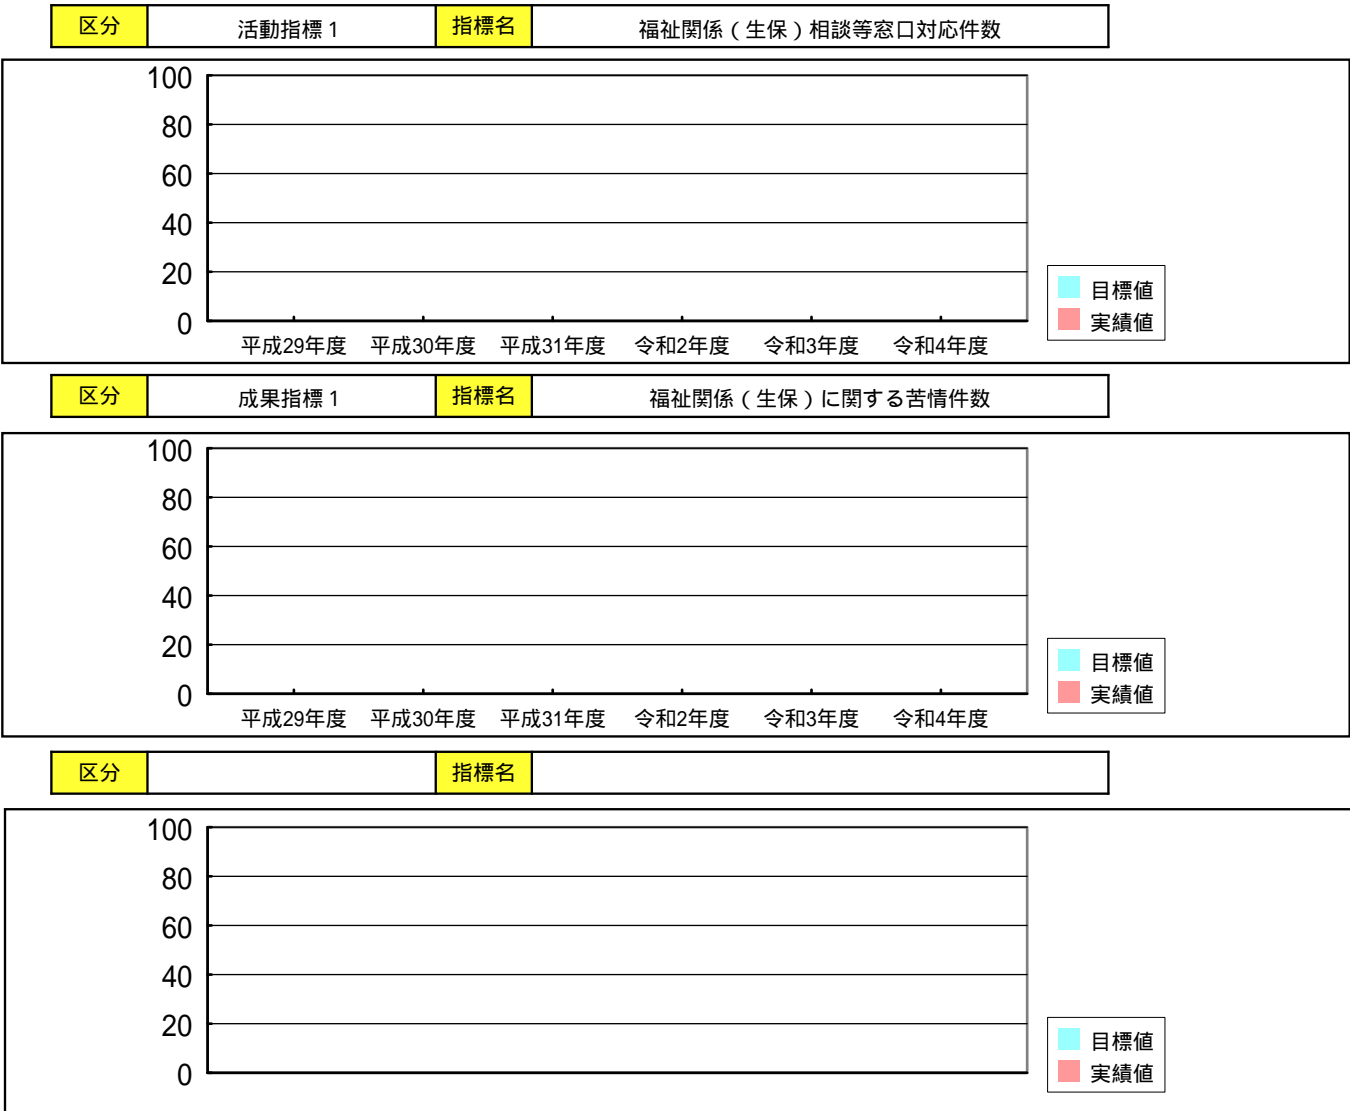 区分 活動指標1 指標名 福祉関係(生保)相談等窓口対応件数
100
80
60
40
20
0
平成29年度 平成30年度 平成31年度 令和2年度 令和3年度 令和4年度
目標値
実績値
区分 成果指標1 指標名 福祉関係(生保)に関する苦情件数
100
80
60
40
20
0
平成29年度 平成30年度 平成31年度 令和2年度 令和3年度 令和4年度
目標値
実績値
区分 指標名
100
80
60
40
20
0
目標値
実績値